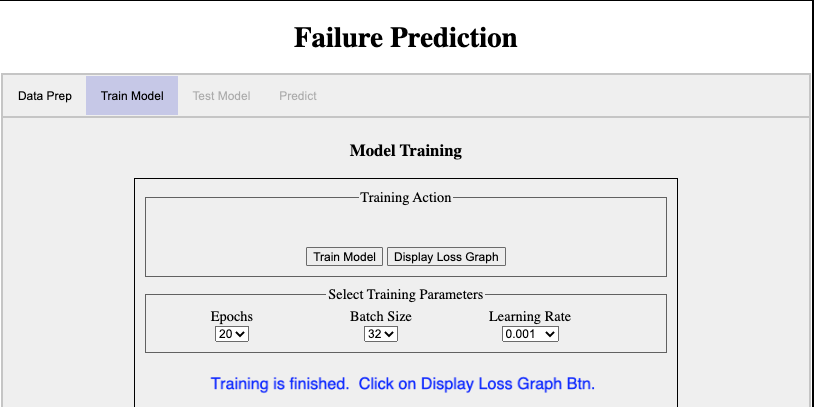 Failure Prediction
Data Prep Train Model Test Model Predict
Model Training
Training Action
Train Model Display Loss Graph
Select Training Parameters
Epochs Batch Size Learning Rate
20 32 0.001
Training is finished.  Click on Display Loss Graph Btn.